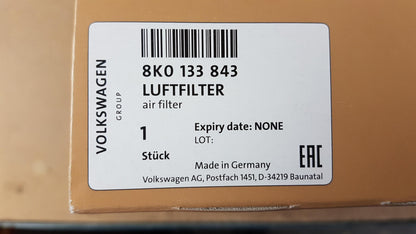 VOLKSWAGEN
GROUP
8K0 133 843
LUFTFILTER
air filter
1
Stück
Expiry date: NONE
LOT:
Made in Germany
EAC
Volkswagen AG, Postfach 1451, D-34219 Baunatal